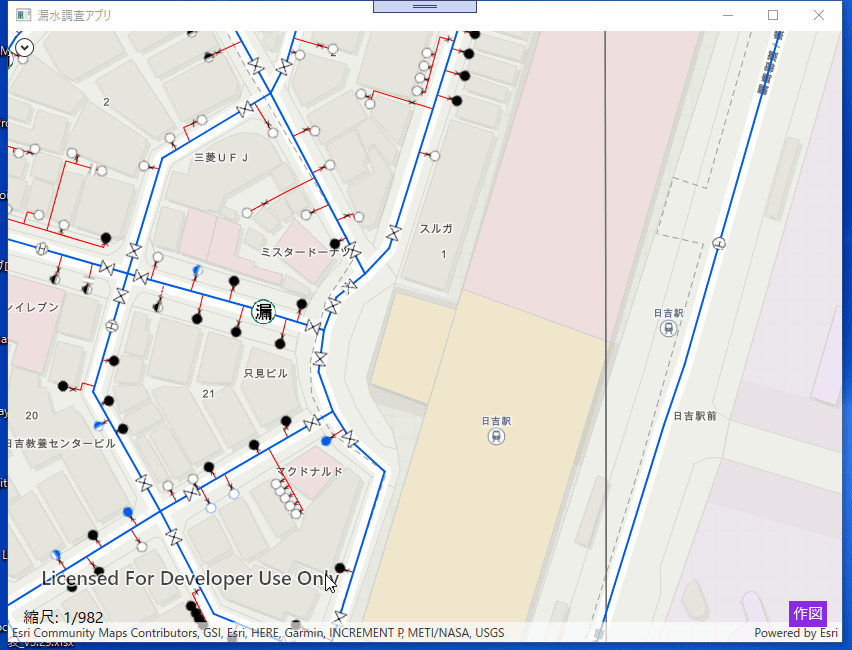 漏水調査アプリ
2
2
三菱ＵＦＪ
スルガ
1
ミスタードーナツ
日吉駅
漏
只見ビル
21
20
日吉駅
日吉駅前
日吉教養センタービル
マクドナルド
Licensed For Developer Use Only
縮尺: 1/982
作図
Esri Community Maps Contributors, GSI, Esri, HERE, Garmin, INCREMENT P, METI/NASA, USGS
Powered by Esri